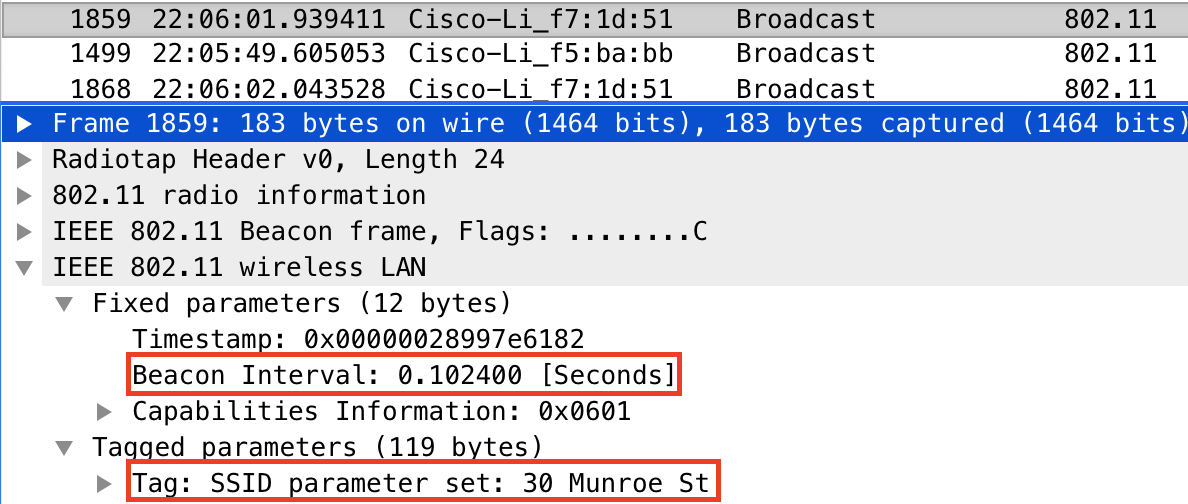 1859 22:06:01.939411 Cisco-Li_f7:1d:51 Broadcast 802.11
1499 22:05:49.605053 Cisco-Li_f5:ba:bb Broadcast 802.11
1868 22:06:02.043528 Cisco-Li_f7:1d:51 Broadcast 802.11
Frame 1859: 183 bytes on wire (1464 bits), 183 bytes captured (1464 bits)
Radiotap Header v0, Length 24
802.11 radio information
IEEE 802.11 Beacon frame, Flags: ........C
IEEE 802.11 wireless LAN
Fixed parameters (12 bytes)
Timestamp: 0x00000028997e6182
Beacon Interval: 0.102400 [Seconds]
Capabilities Information: 0x0601
Tagged parameters (119 bytes)
Tag: SSID parameter set: 30 Munroe St